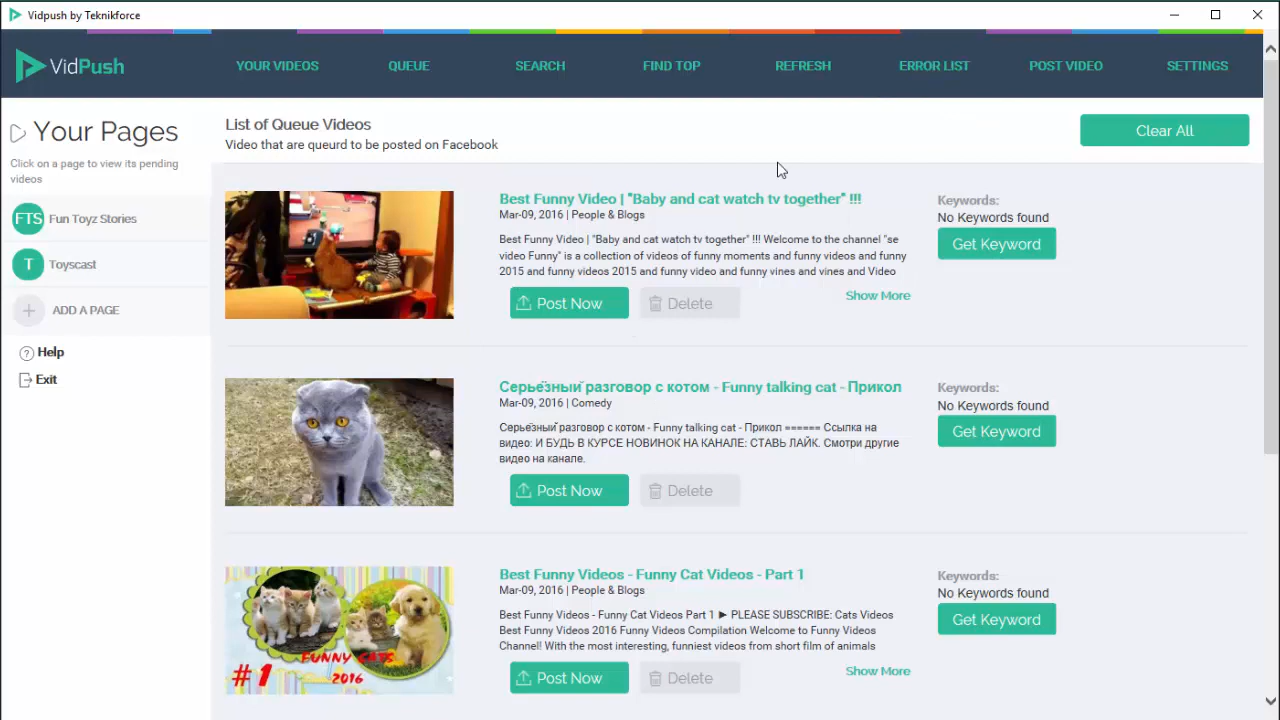 Vidpush by Teknikforce
VidPush
YOUR VIDEOS
QUEUE
SEARCH
FIND TOP
REFRESH
ERROR LIST
POST VIDEO
SETTINGS
Your Pages
Click on a page to view its pending
videos
FTS Fun Toyz Stories
T Toyscast
ADD A PAGE
Help
Exit
List of Queue Videos
Video that are queurd to be posted on Facebook
Clear All
Best Funny Video | "Baby and cat watch tv together" !!!
Mar-09, 2016 | People & Blogs
Best Funny Video | "Baby and cat watch tv together" !!! Welcome to the channel "se
video Funny" is a collection of videos of funny moments and funny videos and funny
2015 and funny videos 2015 and funny video and funny vines and vines and Video
Show More
Post Now
Delete
Keywords:
No Keywords found
Get Keyword
Серьёзный разговор с котом - Funny talking cat - Прикол
Mar-09, 2016 | Comedy
Серьёзный разговор с котом - Funny talking cat - Прикол ====== Ссылка на
видео: И БУДЬ В КУРСЕ НОВИНОК НА КАНАЛЕ: СТАВЬ ЛАЙК. Смотри другие
видео на канале.
Post Now
Delete
Keywords:
No Keywords found
Get Keyword
#1 FUNNY CATS
2016
Best Funny Videos - Funny Cat Videos - Part 1
Mar-09, 2016 | People & Blogs
Best Funny Videos - Funny Cat Videos Part 1 ► PLEASE SUBSCRIBE: Cats Videos
Best Funny Videos 2016 Funny Videos Compilation Welcome to Funny Videos
Channel! With the most interesting, funniest videos from short film of animals
Show More
Post Now
Delete
Keywords:
No Keywords found
Get Keyword